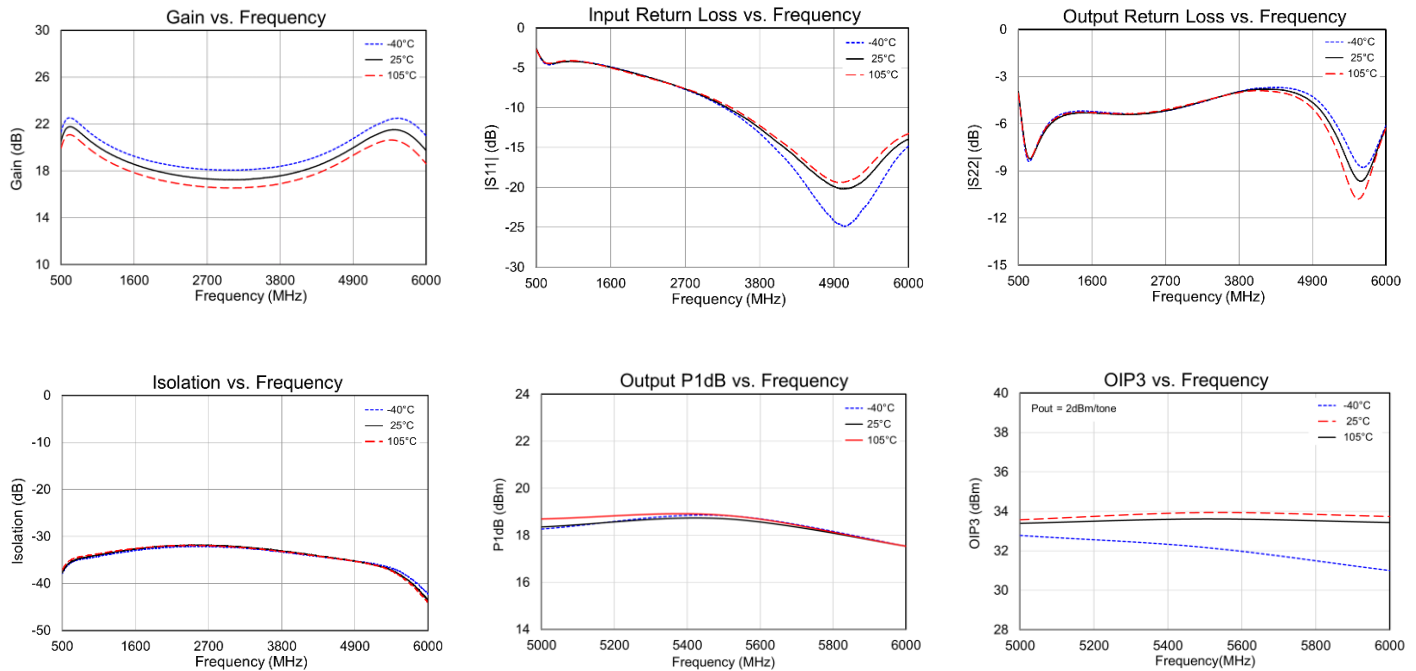 Gain vs. Frequency
30
26
22
18
14
10
Gain (dB)
-40°C
25°C
105°C
500 1600 2700 3800 4900 6000
Frequency (MHz)
Input Return Loss vs. Frequency
0
-5
-10
-15
-20
-25
-30
|S11| (dB)
-40°C
25°C
105°C
500 1600 2700 3800 4900 6000
Frequency (MHz)
Output Return Loss vs. Frequency
0
-3
-6
-9
-12
-15
|S22| (dB)
-40°C
25°C
105°C
500 1600 2700 3800 4900 6000
Frequency (MHz)
Isolation vs. Frequency
0
-10
-20
-30
-40
-50
Isolation (dB)
-40°C
25°C
105°C
500 1600 2700 3800 4900 6000
Frequency (MHz)
Output P1dB vs. Frequency
24
22
20
18
16
14
P1dB (dBm)
-40°C
25°C
105°C
5000 5200 5400 5600 5800 6000
Frequency (MHz)
OIP3 vs. Frequency
40
38
36
34
32
30
28
OIP3 (dBm)
Pout = 2dBm/tone
-40°C
25°C
105°C
5000 5200 5400 5600 5800 6000
Frequency(MHz)